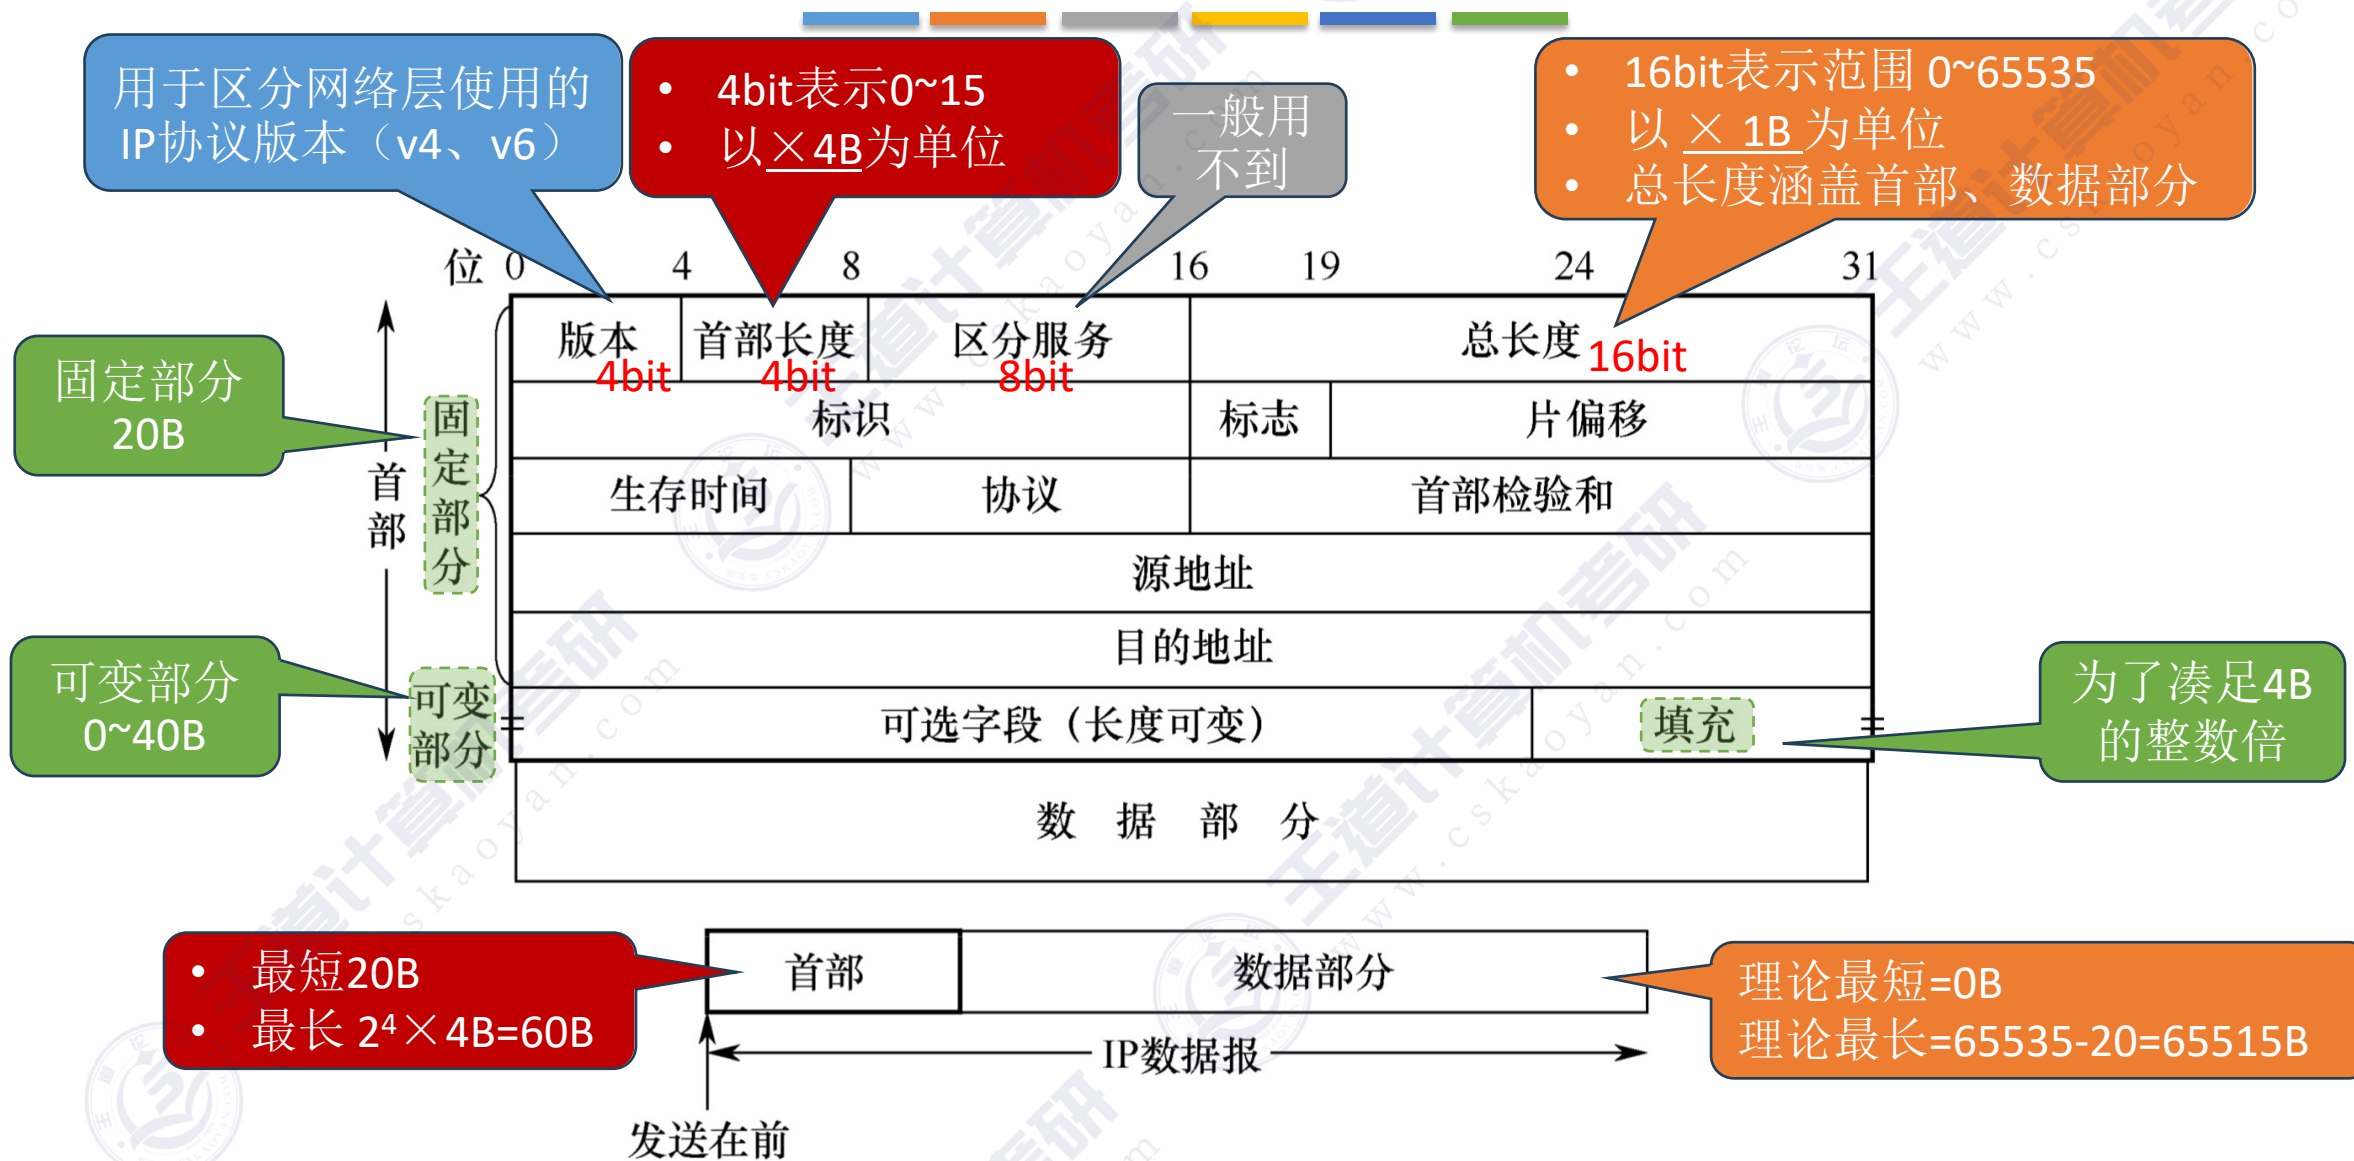 用于区分网络层使用的
IP协议版本（v4、v6）
• 4bit表示0~15
• 以×4B为单位
一般用
不到
• 16bit表示范围 0~65535
• 以 × 1B 为单位
• 总长度涵盖首部、数据部分
位 0 4 8 16 19 24 31
版本 首部长度 区分服务 总长度
4bit 4bit 8bit 16bit
标识 标志 片偏移
生存时间 协议 首部检验和
源地址
目的地址
可选字段（长度可变） 填充
数 据 部 分
固定部分
20B
首部
固定部分
可变部分
0~40B
可变
部分
为了凑足4B
的整数倍
• 最短20B
• 最长 2⁴×4B=60B
首部 数据部分
IP数据报
发送在前
理论最短=0B
理论最长=65535-20=65515B
王道计算机考研
www.cskaoyan.com